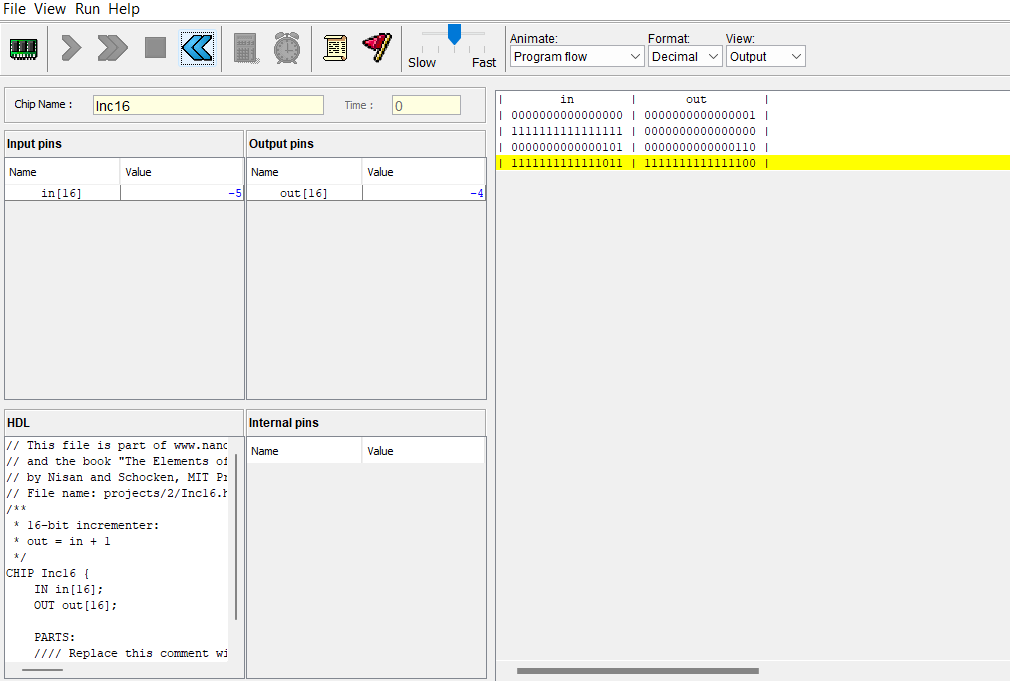 File View Run Help
Slow Fast
Animate: Format: View:
Program flow Decimal Output
Chip Name : Inc16 Time : 0
Input pins
Name Value
in[16] -5
Output pins
Name Value
out[16] -4
HDL
// This file is part of www.nand
// and the book "The Elements of
// by Nisan and Schocken, MIT Pr
// File name: projects/2/Inc16.h
/**
* 16-bit incrementer:
* out = in + 1
*/
CHIP Inc16 {
IN in[16];
OUT out[16];
PARTS:
//// Replace this comment wi
Internal pins
Name Value
| in | out |
| 0000000000000000 | 0000000000000001 |
| 1111111111111111 | 0000000000000000 |
| 0000000000000101 | 0000000000000110 |
| 1111111111111011 | 1111111111111100 |